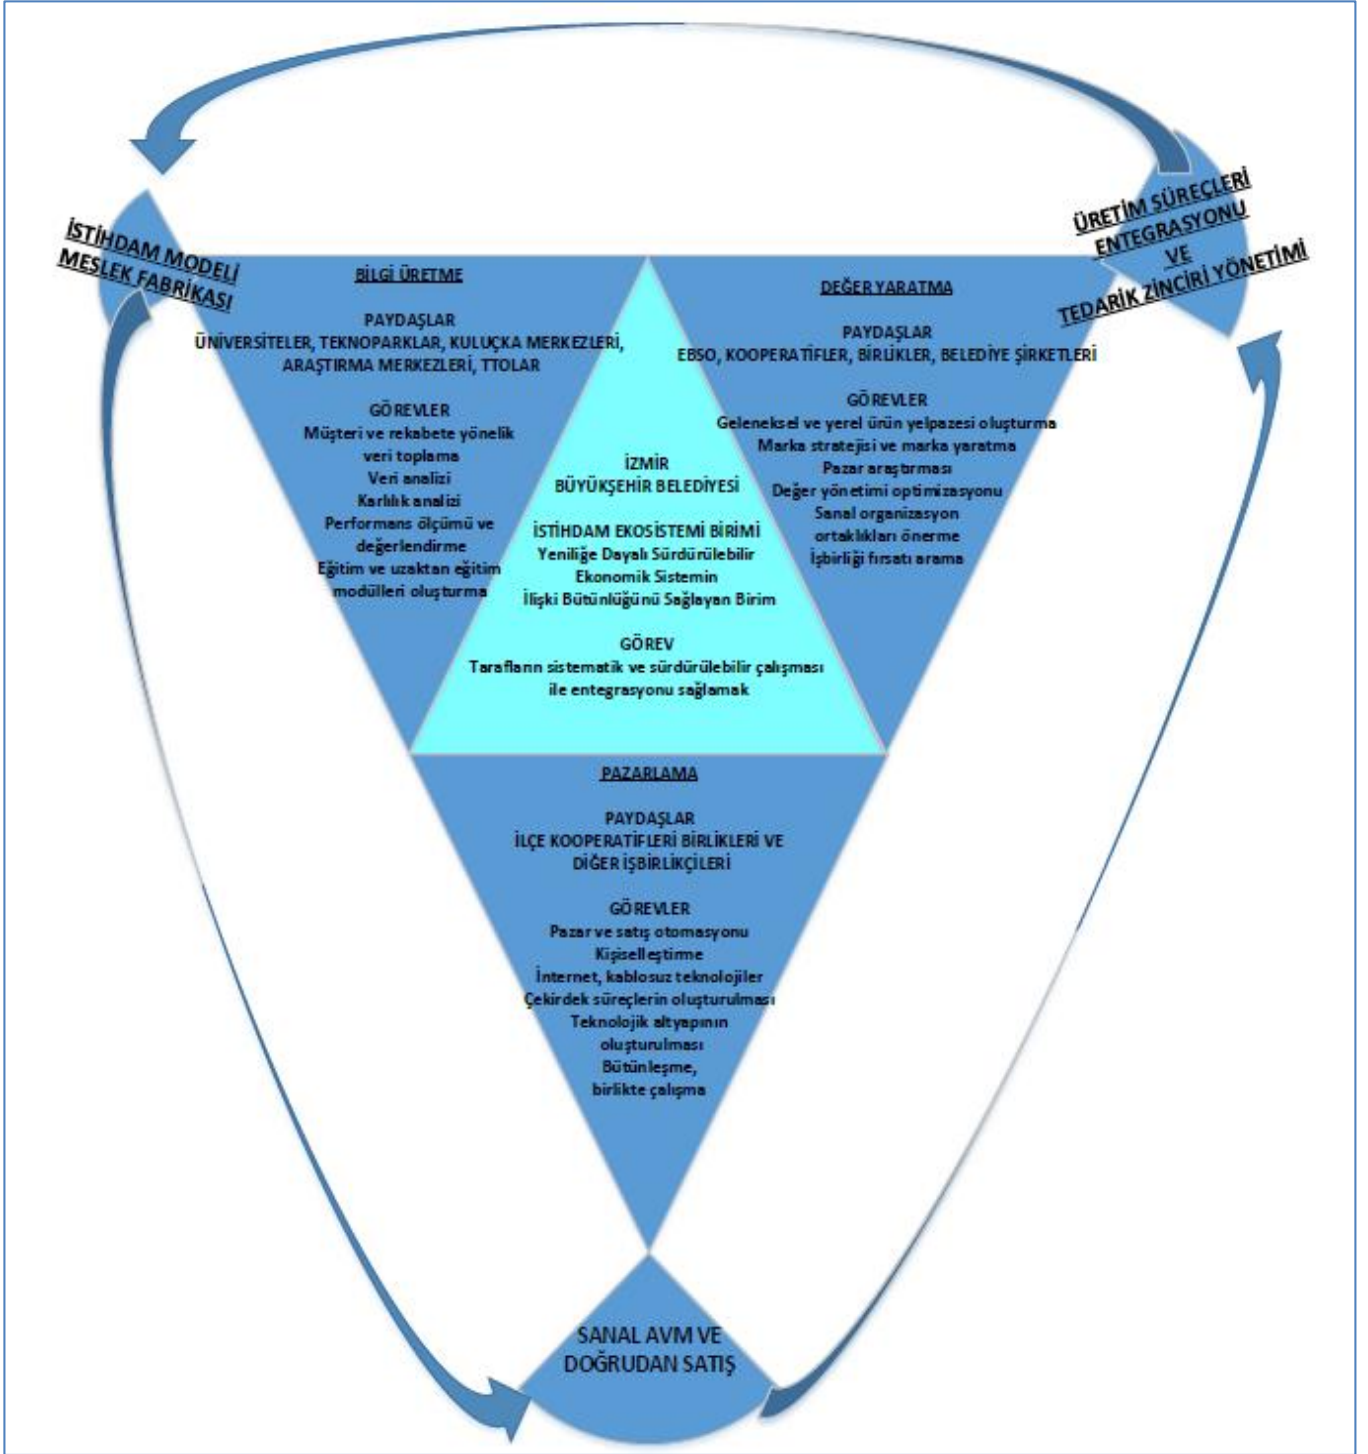 İSTİHDAM MODELİ
MESLEK FABRİKASI
ÜRETİM SÜREÇLERİ
ENTEGRASYONU
VE
TEDARİK ZİNCİRİ YÖNETİMİ
BİLGİ ÜRETME
PAYDAŞLAR
ÜNİVERSİTELER, TEKNOPARKLAR, KULUÇKA MERKEZLERİ,
ARAŞTIRMA MERKEZLERİ, TTOLAR
GÖREVLER
Müşteri ve rekabete yönelik
veri toplama
Veri analizi
Karlılık analizi
Performans ölçümü ve
değerlendirme
Eğitim ve uzaktan eğitim
modülleri oluşturma
DEĞER YARATMA
PAYDAŞLAR
EBSO, KOOPERATİFLER, BİRLİKLER, BELEDİYE ŞİRKETLERİ
GÖREVLER
Geleneksel ve yerel ürün yelpazesi oluşturma
Marka stratejisi ve marka yaratma
Pazar araştırması
Değer yönetimi optimizasyonu
Sanal organizasyon
ortaklıkları önerme
İşbirliği fırsatı arama
İZMİR
BÜYÜKŞEHİR BELEDİYESİ
İSTİHDAM EKOSİSTEMİ BİRİMİ
Yeniliğe Dayalı Sürdürülebilir
Ekonomik Sistemin
İlişki Bütünlüğünü Sağlayan Birim
GÖREV
Tarafların sistematik ve sürdürülebilir çalışması
ile entegrasyonu sağlamak
PAZARLAMA
PAYDAŞLAR
İLÇE KOOPERATİFLERİ BİRLİKLERİ VE
DİĞER İŞBİRLİKÇİLERİ
GÖREVLER
Pazar ve satış otomasyonu
Kişiselleştirme
İnternet, kablosuz teknolojiler
Çekirdek süreçlerin oluşturulması
Teknolojik altyapının
oluşturulması
Bütünleşme,
birlikte çalışma
SANAL AVM VE
DOĞRUDAN SATIŞ